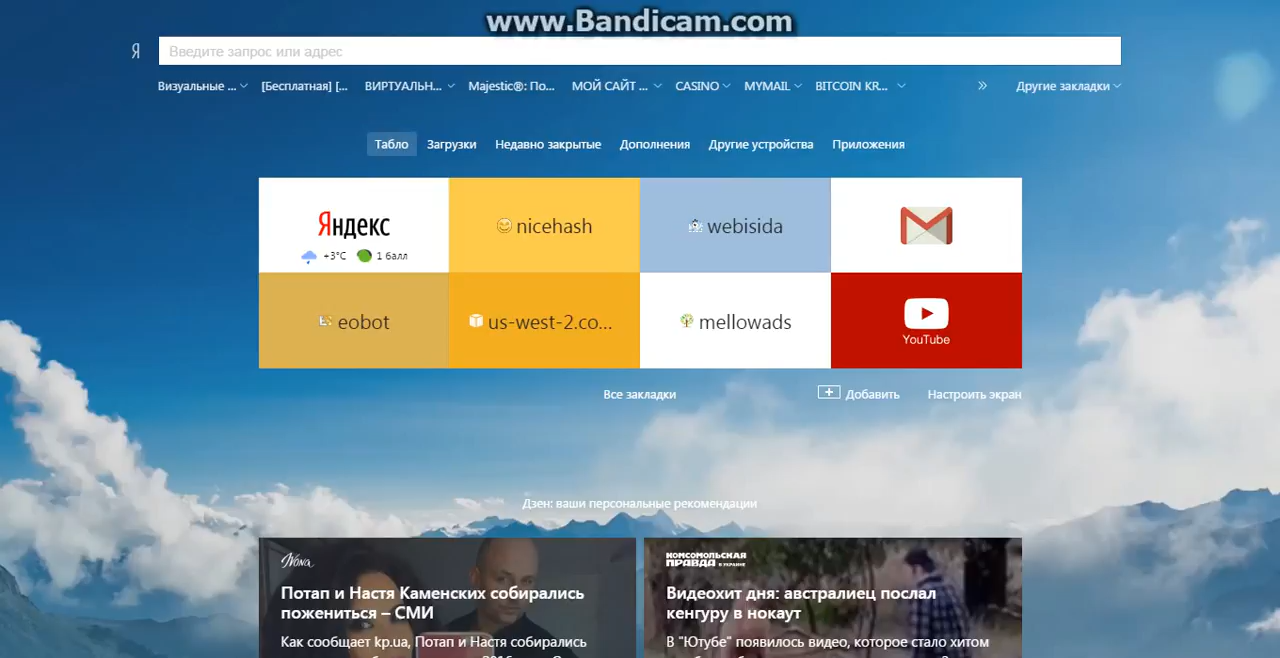 www.Bandicam.com
Я Введите запрос или адрес
Визуальные ... [Бесплатная] [... ВИРТУАЛЬН... Majestic®: По... МОЙ САЙТ ... CASINO MYMAIL BITCOIN KR... » Другие закладки
Табло Загрузки Недавно закрытые Дополнения Другие устройства Приложения
Яндекс nicehash webisida
+3°C 1 балл
eobot us-west-2.co... mellowads YouTube
Все закладки Добавить Настроить экран
Дзен: ваши персональные рекомендации
Ivona
Потап и Настя Каменских собирались
пожениться – СМИ
Как сообщает kp.ua, Потап и Настя собирались
КОМСОМОЛЬСКАЯ
ПРАВДА В УКРАИНЕ
Видеохит дня: австралиец послал
кенгуру в нокаут
В "Ютубе" появилось видео, которое стало хитом